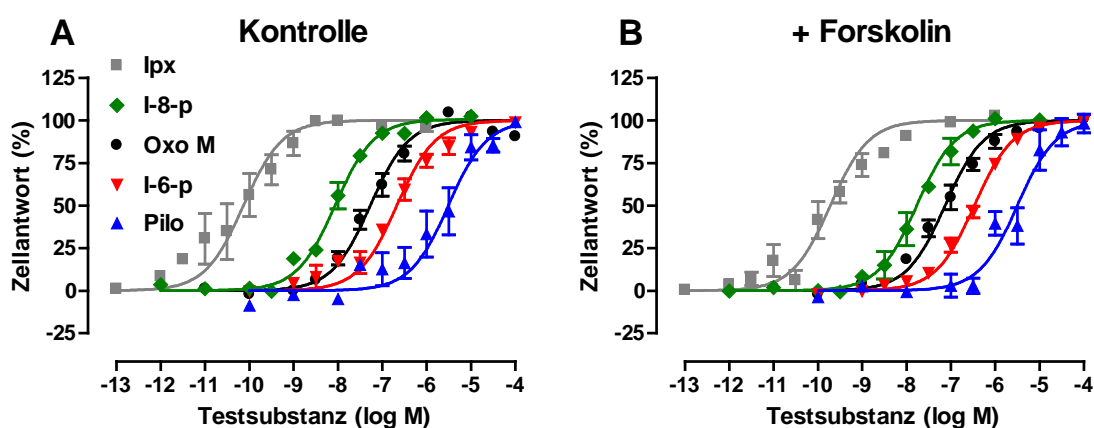 A Kontrolle
Ipx
I-8-p
Oxo M
I-6-p
Pilo
Zellantwort (%)
125
100
75
50
25
0
-25
-13 -12 -11 -10 -9 -8 -7 -6 -5 -4
Testsubstanz (log M)
B + Forskolin
Zellantwort (%)
125
100
75
50
25
0
-25
-13 -12 -11 -10 -9 -8 -7 -6 -5 -4
Testsubstanz (log M)